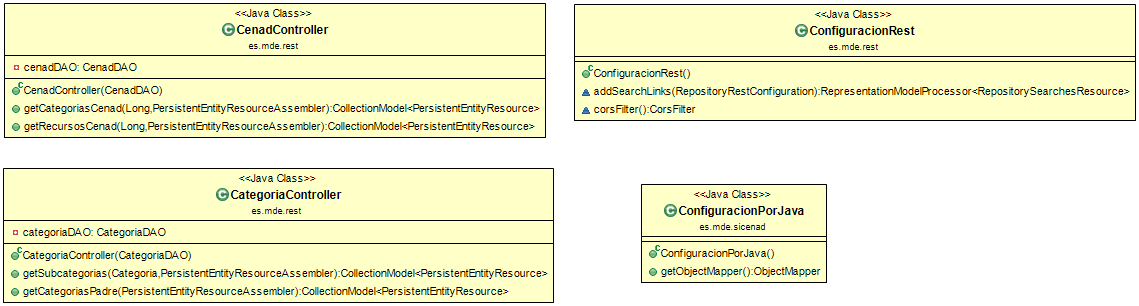 <<Java Class>>
CenadController
es.mde.rest
cenadDAO: CenadDAO
CenadController(CenadDAO)
getCategoriasCenad(Long,PersistentEntityResourceAssembler):CollectionModel<PersistentEntityResource>
getRecursosCenad(Long,PersistentEntityResourceAssembler):CollectionModel<PersistentEntityResource>
<<Java Class>>
ConfiguracionRest
es.mde.rest
ConfiguracionRest()
addSearchLinks(RepositoryRestConfiguration):RepresentationModelProcessor<RepositorySearchesResource>
corsFilter():CorsFilter
<<Java Class>>
CategoriaController
es.mde.rest
categoriaDAO: CategoriaDAO
CategoriaController(CategoriaDAO)
getSubcategorias(Categoria,PersistentEntityResourceAssembler):CollectionModel<PersistentEntityResource>
getCategoriasPadre(PersistentEntityResourceAssembler):CollectionModel<PersistentEntityResource>
<<Java Class>>
ConfiguracionPorJava
es.mde.sicenad
ConfiguracionPorJava()
getObjectMapper():ObjectMapper